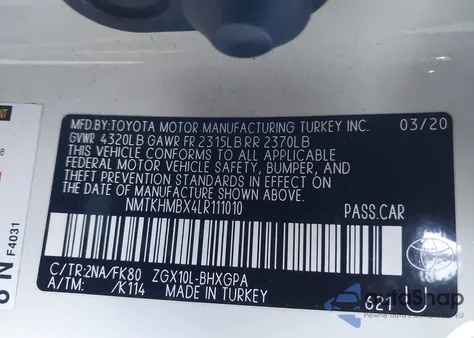 MFD.BY:TOYOTA MOTOR MANUFACTURING TURKEY INC. 03/20
GVWR 4320LB GAWR FR 2315LB RR 2370LB
THIS VEHICLE CONFORMS TO ALL APPLICABLE
FEDERAL MOTOR VEHICLE SAFETY, BUMPER, AND
THEFT PREVENTION STANDARDS IN EFFECT ON THE
DATE OF MANUFACTURE SHOWN ABOVE.
NMTKHMBX4LR111010 PASS.CAR
C/TR:2NA/FK80 ZGX10L-BHXGPA
A/TM: /K114 MADE IN TURKEY
621 U
N F4031
AutoShap